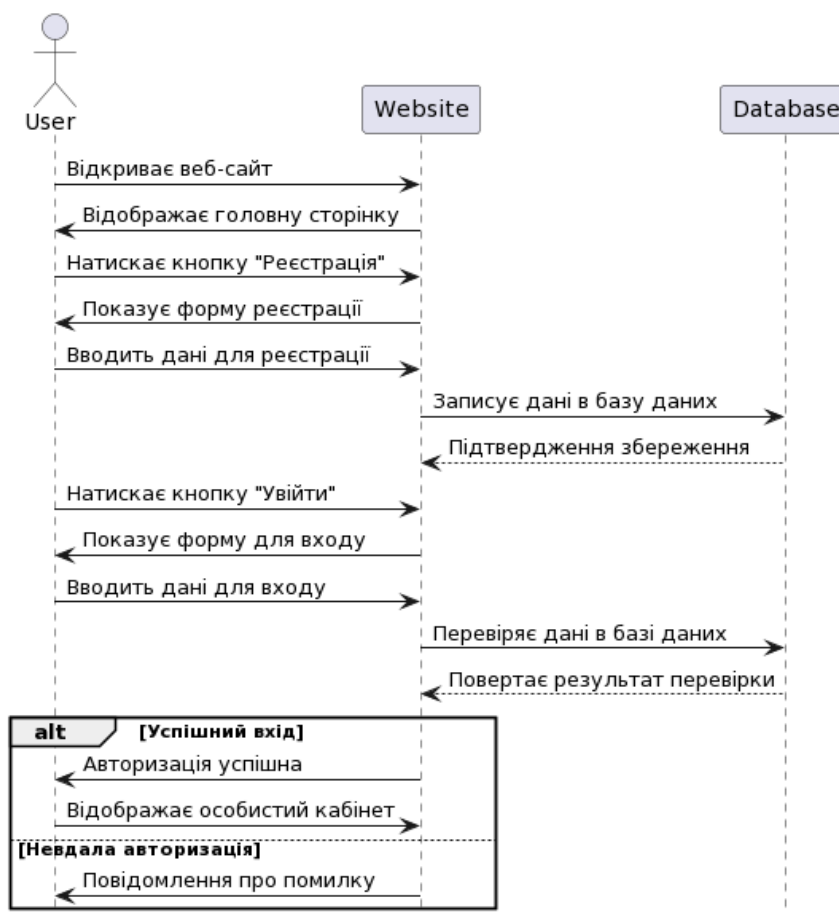 User
Website
Database
Відкриває веб-сайт
Відображає головну сторінку
Натискає кнопку "Реєстрація"
Показує форму реєстрації
Вводить дані для реєстрації
Записує дані в базу даних
Підтвердження збереження
Натискає кнопку "Увійти"
Показує форму для входу
Вводить дані для входу
Перевіряє дані в базі даних
Повертає результат перевірки
alt [Успішний вхід]
Авторизація успішна
Відображає особистий кабінет
[Невдала авторизація]
Повідомлення про помилку